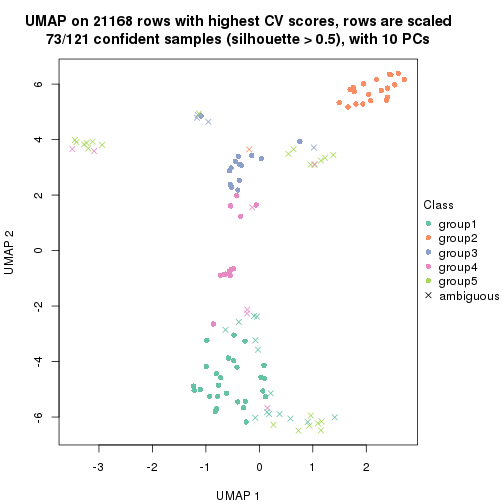 UMAP on 21168 rows with highest CV scores, rows are scaled
73/121 confident samples (silhouette > 0.5), with 10 PCs
6
4
2
0
-2
-4
-6
UMAP 2
-3
-2
-1
0
1
2
UMAP 1
Class
group1
group2
group3
group4
group5
ambiguous